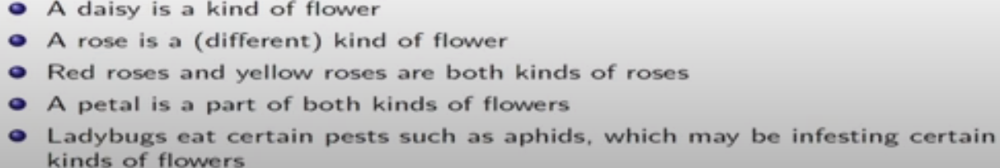 A daisy is a kind of flower
A rose is a (different) kind of flower
Red roses and yellow roses are both kinds of roses
A petal is a part of both kinds of flowers
Ladybugs eat certain pests such as aphids, which may be infesting certain
kinds of flowers